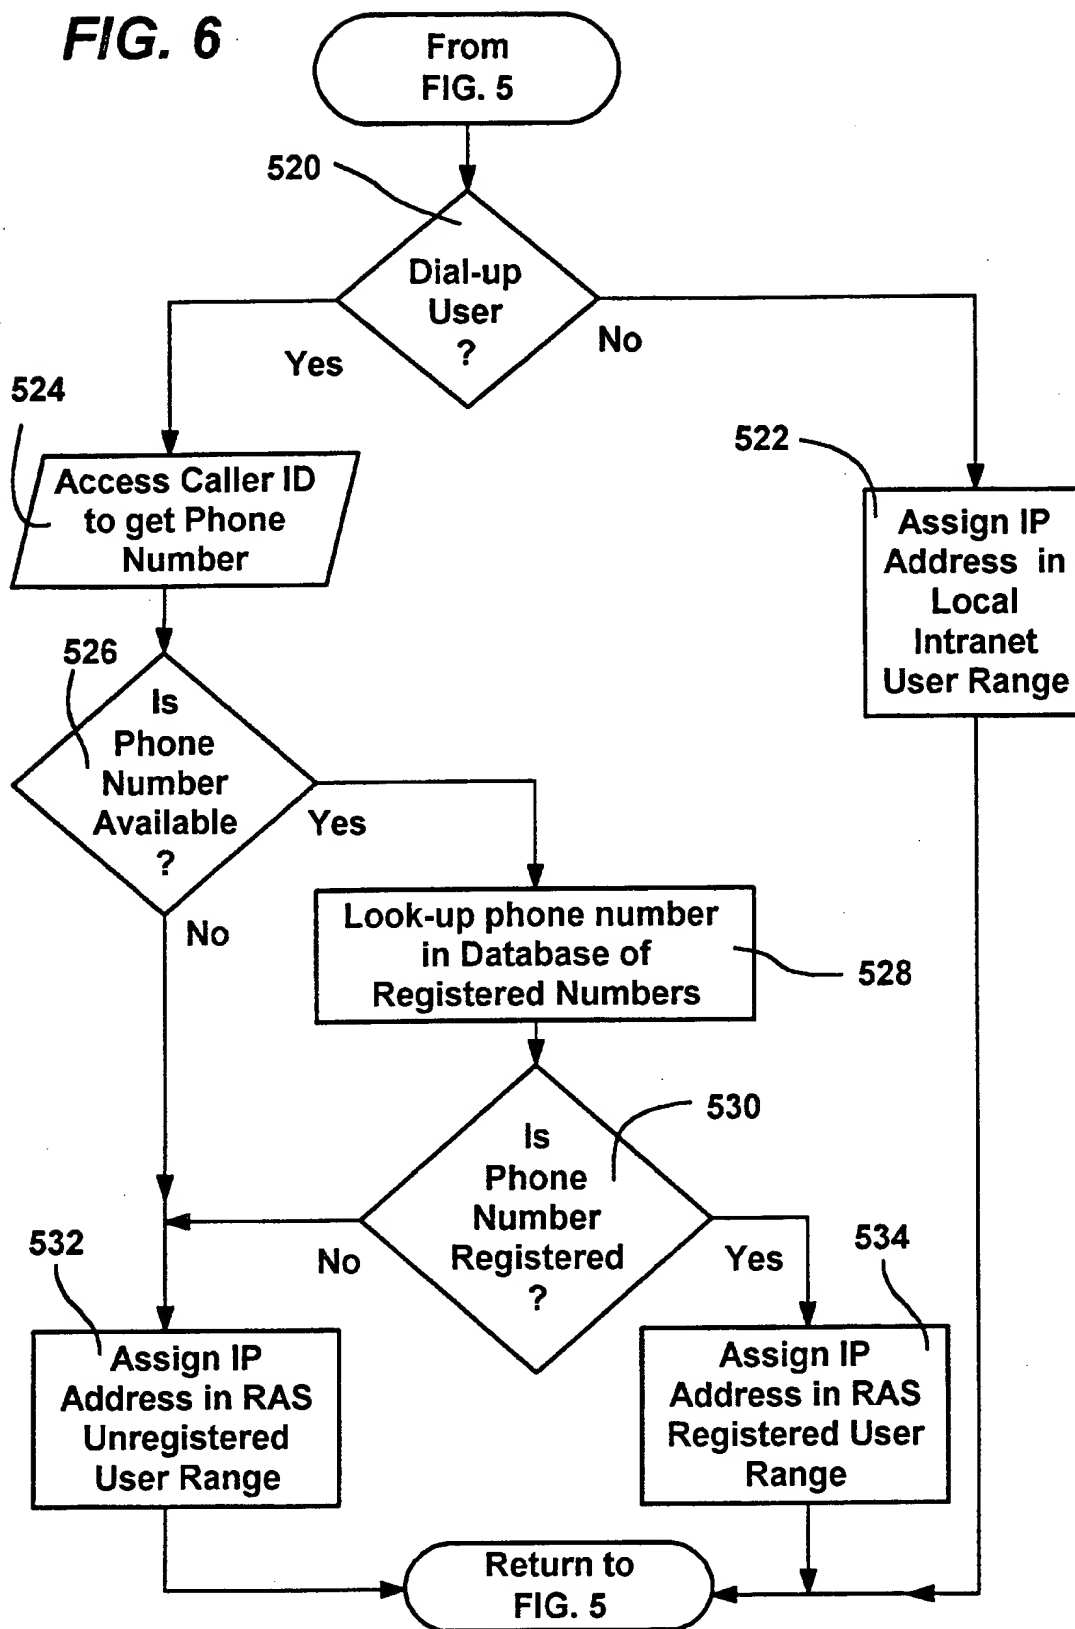 FIG. 6
From
FIG. 5
520
Dial-up
User
?
Yes
No
524
522
Access Caller ID
to get Phone
Number
Assign IP
Address in
Local
Intranet
User Range
526
Is
Phone
Number
Available
?
Yes
No
Look-up phone number
in Database of
Registered Numbers
528
530
Is
Phone
Number
Registered
?
No
Yes
532
534
Assign IP
Address in RAS
Unregistered
User Range
Assign IP
Address in RAS
Registered User
Range
Return to
FIG. 5